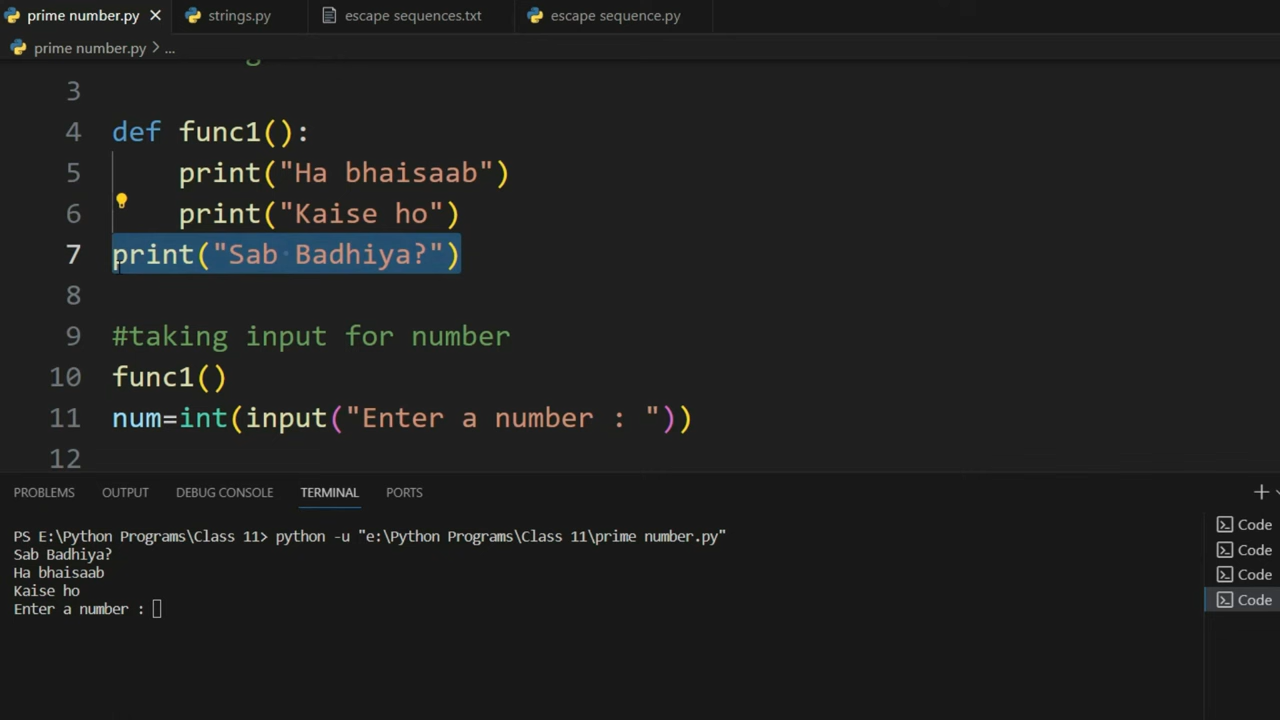 prime number.py
strings.py
escape sequences.txt
escape sequence.py
prime number.py > ...
3
4 def func1():
5 print("Ha bhaisaab")
6 print("Kaise ho")
7 print("Sab Badhiya?")
8
9 #taking input for number
10 func1()
11 num=int(input("Enter a number : "))
12
PROBLEMS OUTPUT DEBUG CONSOLE TERMINAL PORTS
PS E:\Python Programs\Class 11> python -u "e:\Python Programs\Class 11\prime number.py"
Sab Badhiya?
Ha bhaisaab
Kaise ho
Enter a number :
Code
Code
Code
Code